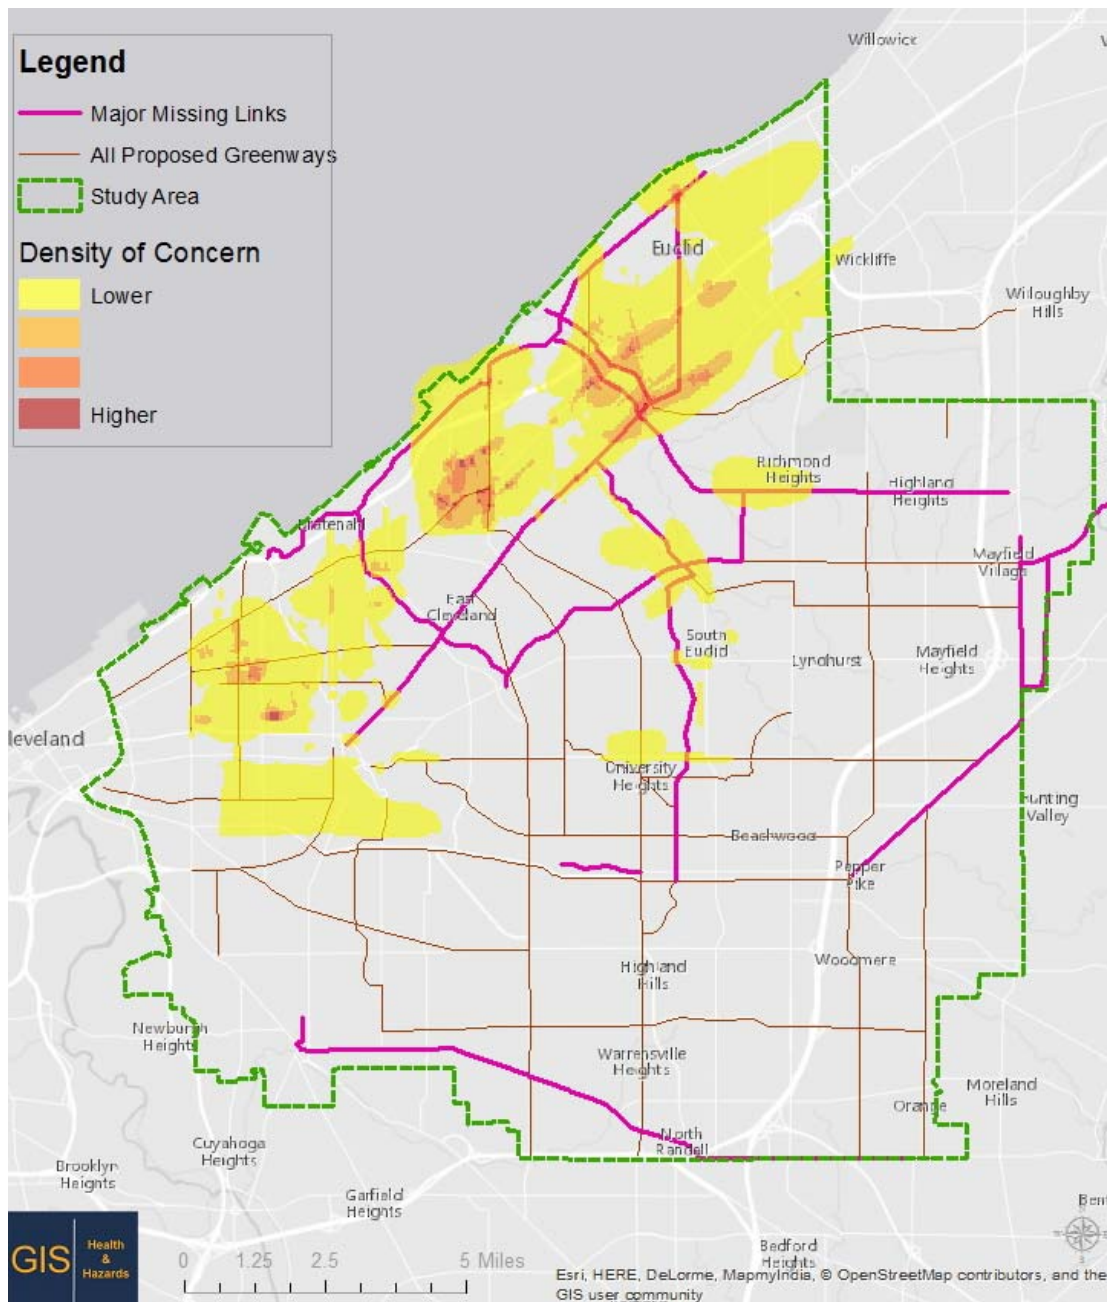 Legend
Major Missing Links
All Proposed Greenways
Study Area
Density of Concern
Lower
Higher
Willowick
Euclid
Wickliffe
Willoughby
Hills
Richmond
Heights
Highland
Heights
Bratenahl
Mayfield
Village
East
Cleveland
South
Euclid
Lyndhurst
Mayfield
Heights
leveland
University
Heights
unting
Valley
Beachwood
Pepper
Pike
Woodmere
Highland
Hills
Newburgh
Heights
Warrensville
Heights
Moreland
Hills
Orange
North
Randell
Cuyahoga
Heights
Brooklyn
Heights
Garfield
Heights
Bedford
Heights
GIS
Health
&
Hazards
0 1.25 2.5 5 Miles
Esri, HERE, DeLorme, MapmyIndia, © OpenStreetMap contributors, and the
GIS user community